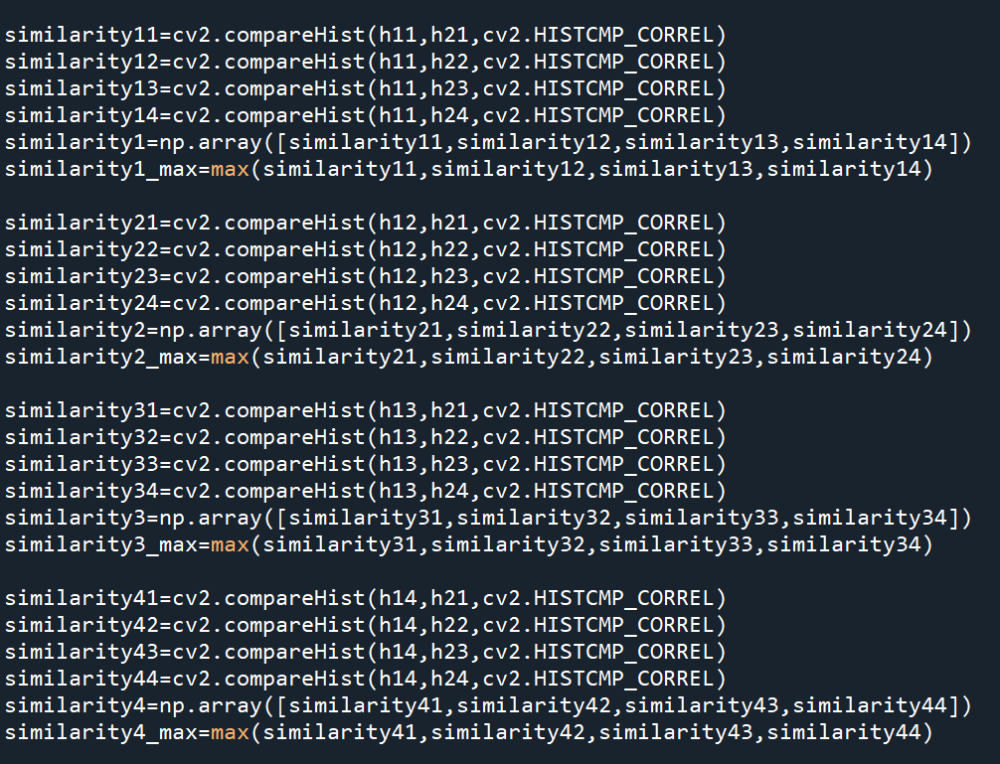 similarity11=cv2.compareHist(h11,h21,cv2.HISTCMP_CORREL)
similarity12=cv2.compareHist(h11,h22,cv2.HISTCMP_CORREL)
similarity13=cv2.compareHist(h11,h23,cv2.HISTCMP_CORREL)
similarity14=cv2.compareHist(h11,h24,cv2.HISTCMP_CORREL)
similarity1=np.array([similarity11,similarity12,similarity13,similarity14])
similarity1_max=max(similarity11,similarity12,similarity13,similarity14)

similarity21=cv2.compareHist(h12,h21,cv2.HISTCMP_CORREL)
similarity22=cv2.compareHist(h12,h22,cv2.HISTCMP_CORREL)
similarity23=cv2.compareHist(h12,h23,cv2.HISTCMP_CORREL)
similarity24=cv2.compareHist(h12,h24,cv2.HISTCMP_CORREL)
similarity2=np.array([similarity21,similarity22,similarity23,similarity24])
similarity2_max=max(similarity21,similarity22,similarity23,similarity24)

similarity31=cv2.compareHist(h13,h21,cv2.HISTCMP_CORREL)
similarity32=cv2.compareHist(h13,h22,cv2.HISTCMP_CORREL)
similarity33=cv2.compareHist(h13,h23,cv2.HISTCMP_CORREL)
similarity34=cv2.compareHist(h13,h24,cv2.HISTCMP_CORREL)
similarity3=np.array([similarity31,similarity32,similarity33,similarity34])
similarity3_max=max(similarity31,similarity32,similarity33,similarity34)

similarity41=cv2.compareHist(h14,h21,cv2.HISTCMP_CORREL)
similarity42=cv2.compareHist(h14,h22,cv2.HISTCMP_CORREL)
similarity43=cv2.compareHist(h14,h23,cv2.HISTCMP_CORREL)
similarity44=cv2.compareHist(h14,h24,cv2.HISTCMP_CORREL)
similarity4=np.array([similarity41,similarity42,similarity43,similarity44])
similarity4_max=max(similarity41,similarity42,similarity43,similarity44)